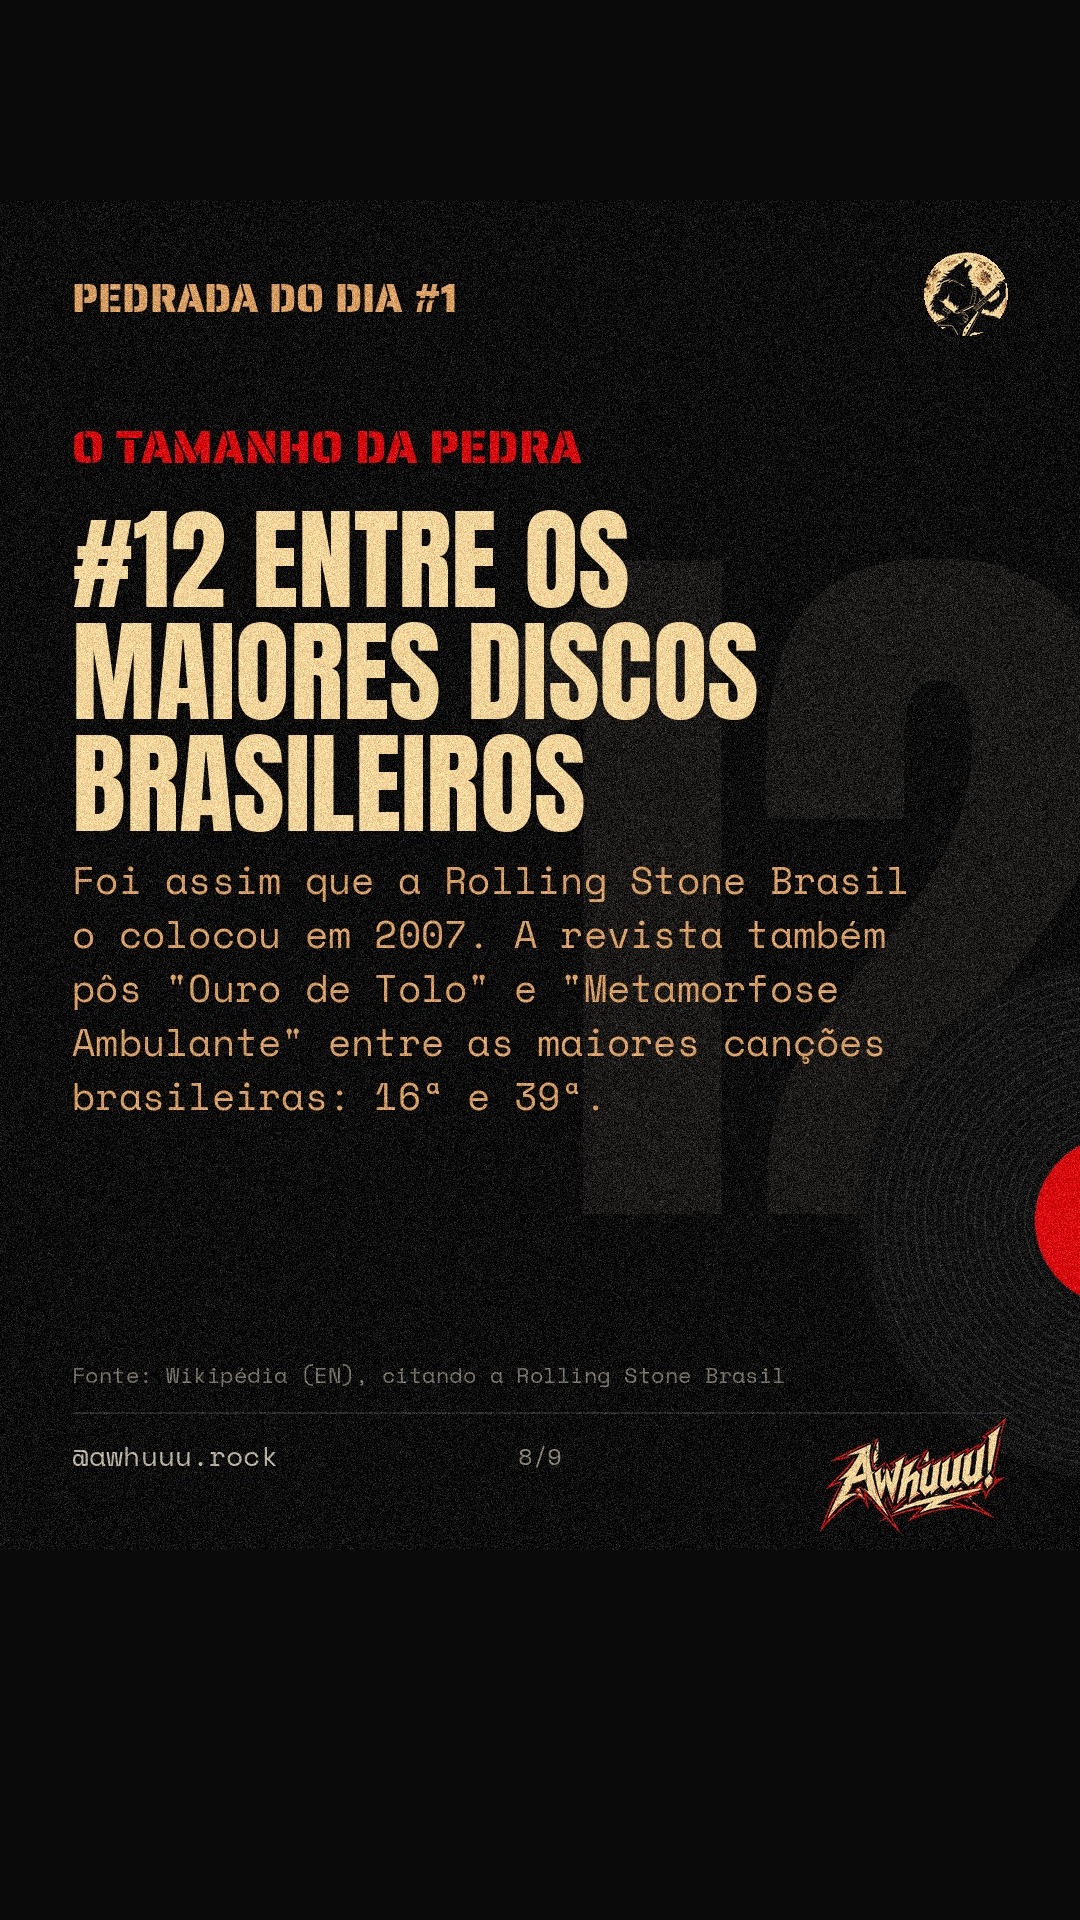 PEDRADA DO DIA #1
O TAMANHO DA PEDRA
#12 ENTRE OS
MAIORES DISCOS
BRASILEIROS
12
Foi assim que a Rolling Stone Brasil
o colocou em 2007. A revista também
pôs "Ouro de Tolo" e "Metamorfose
Ambulante" entre as maiores canções
brasileiras: 16ª e 39ª.
Fonte: Wikipédia (EN), citando a Rolling Stone Brasil
@awhuuu.rock
8/9
Awhuuu!